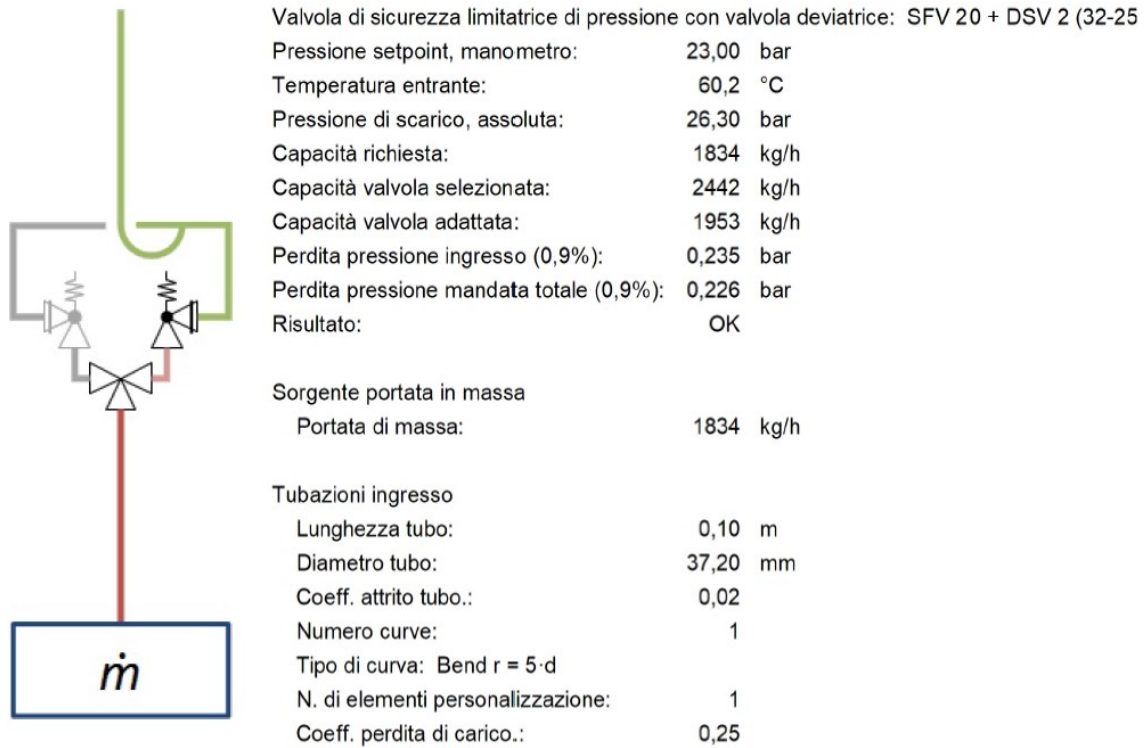 Valvola di sicurezza limitatrice di pressione con valvola deviatrice: SFV 20 + DSV 2 (32-25
Pressione setpoint, manometro: 23,00 bar
Temperatura entrante: 60,2 °C
Pressione di scarico, assoluta: 26,30 bar
Capacità richiesta: 1834 kg/h
Capacità valvola selezionata: 2442 kg/h
Capacità valvola adattata: 1953 kg/h
Perdita pressione ingresso (0,9%): 0,235 bar
Perdita pressione mandata totale (0,9%): 0,226 bar
Risultato: OK
Sorgente portata in massa
Portata di massa: 1834 kg/h
Tubazioni ingresso
Lunghezza tubo: 0,10 m
Diametro tubo: 37,20 mm
Coeff. attrito tubo.: 0,02
Numero curve: 1
Tipo di curva: Bend r = 5·d
N. di elementi personalizzazione: 1
Coeff. perdita di carico.: 0,25
ṁ